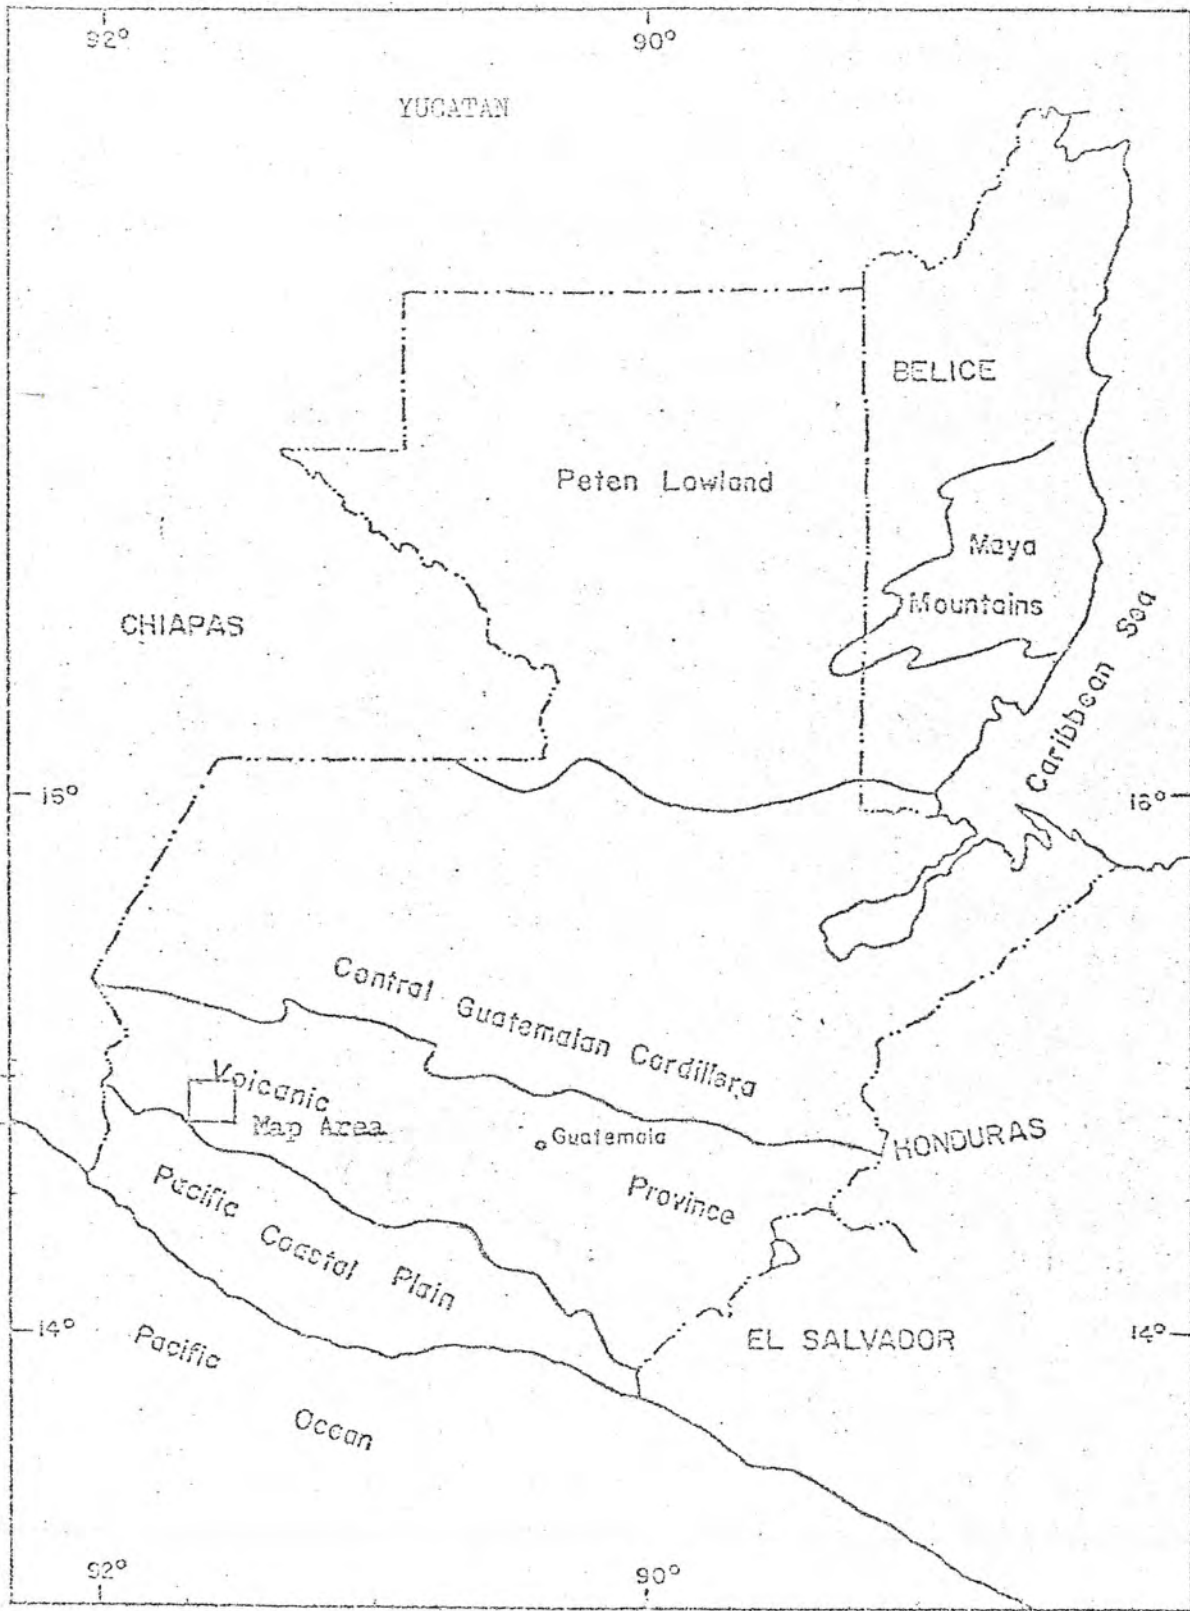 92°
90°
YUCATAN
BELICE
Peten Lowland
Maya
Mountains
CHIAPAS
Caribbean Sea
16°
16°
Central Guatemalan Cordillera
Volcanic
Map Area
Guatemala
HONDURAS
Province
Pacific Coastal Plain
14°
Pacific
EL SALVADOR
14°
Ocean
92°
90°